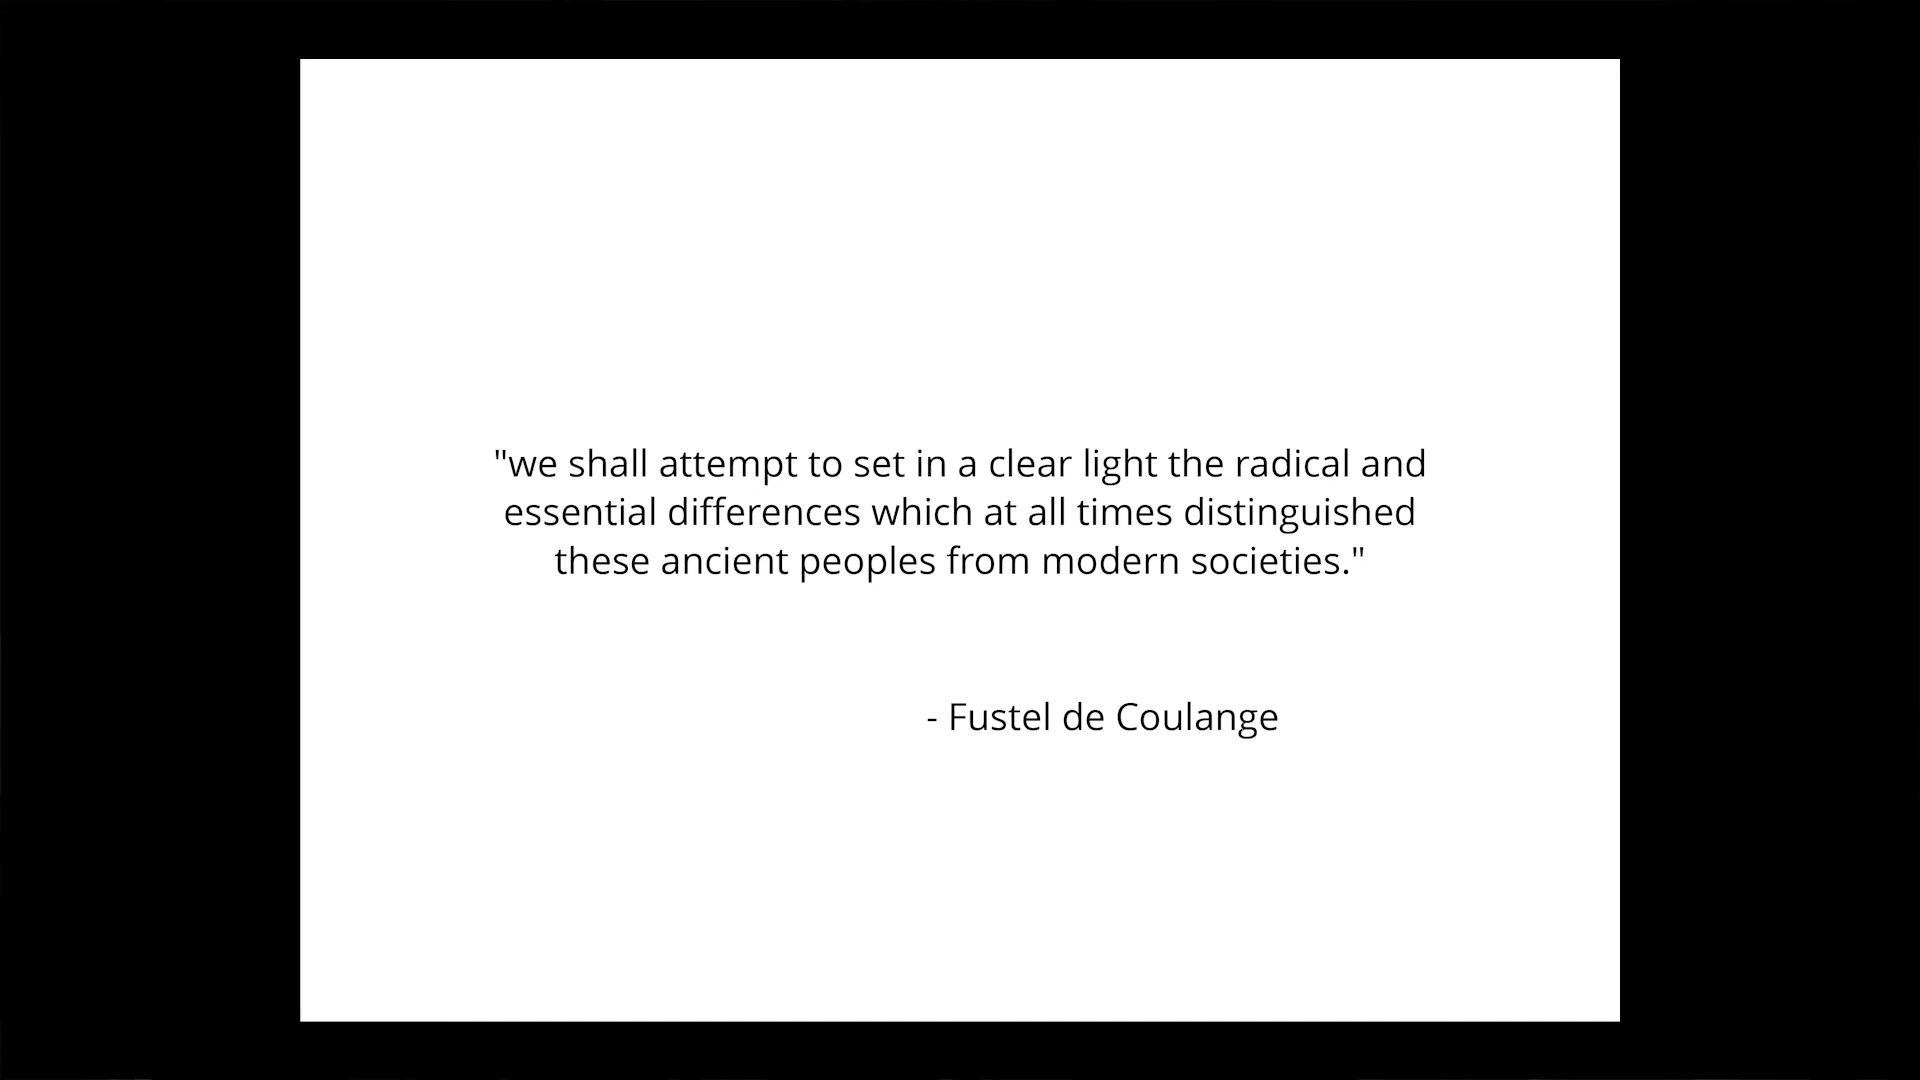 "we shall attempt to set in a clear light the radical and
essential differences which at all times distinguished
these ancient peoples from modern societies."
- Fustel de Coulange